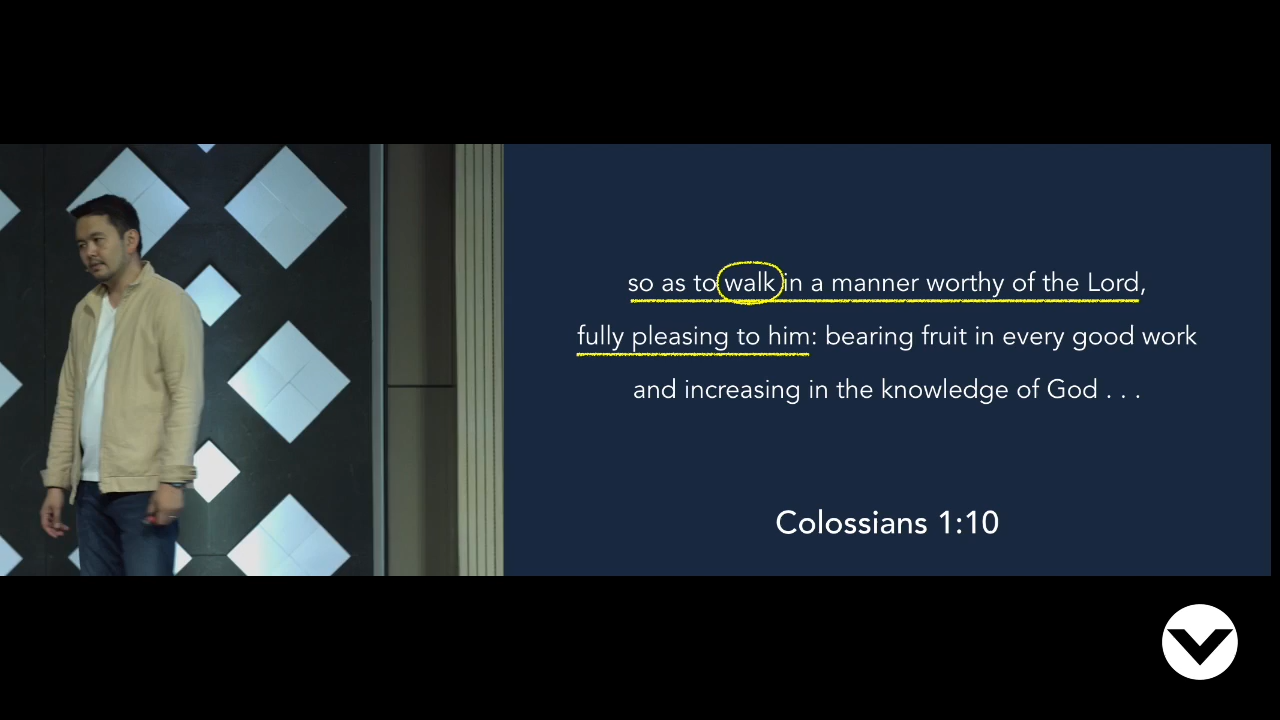 so as to walk in a manner worthy of the Lord,
fully pleasing to him: bearing fruit in every good work
and increasing in the knowledge of God . . .
Colossians 1:10